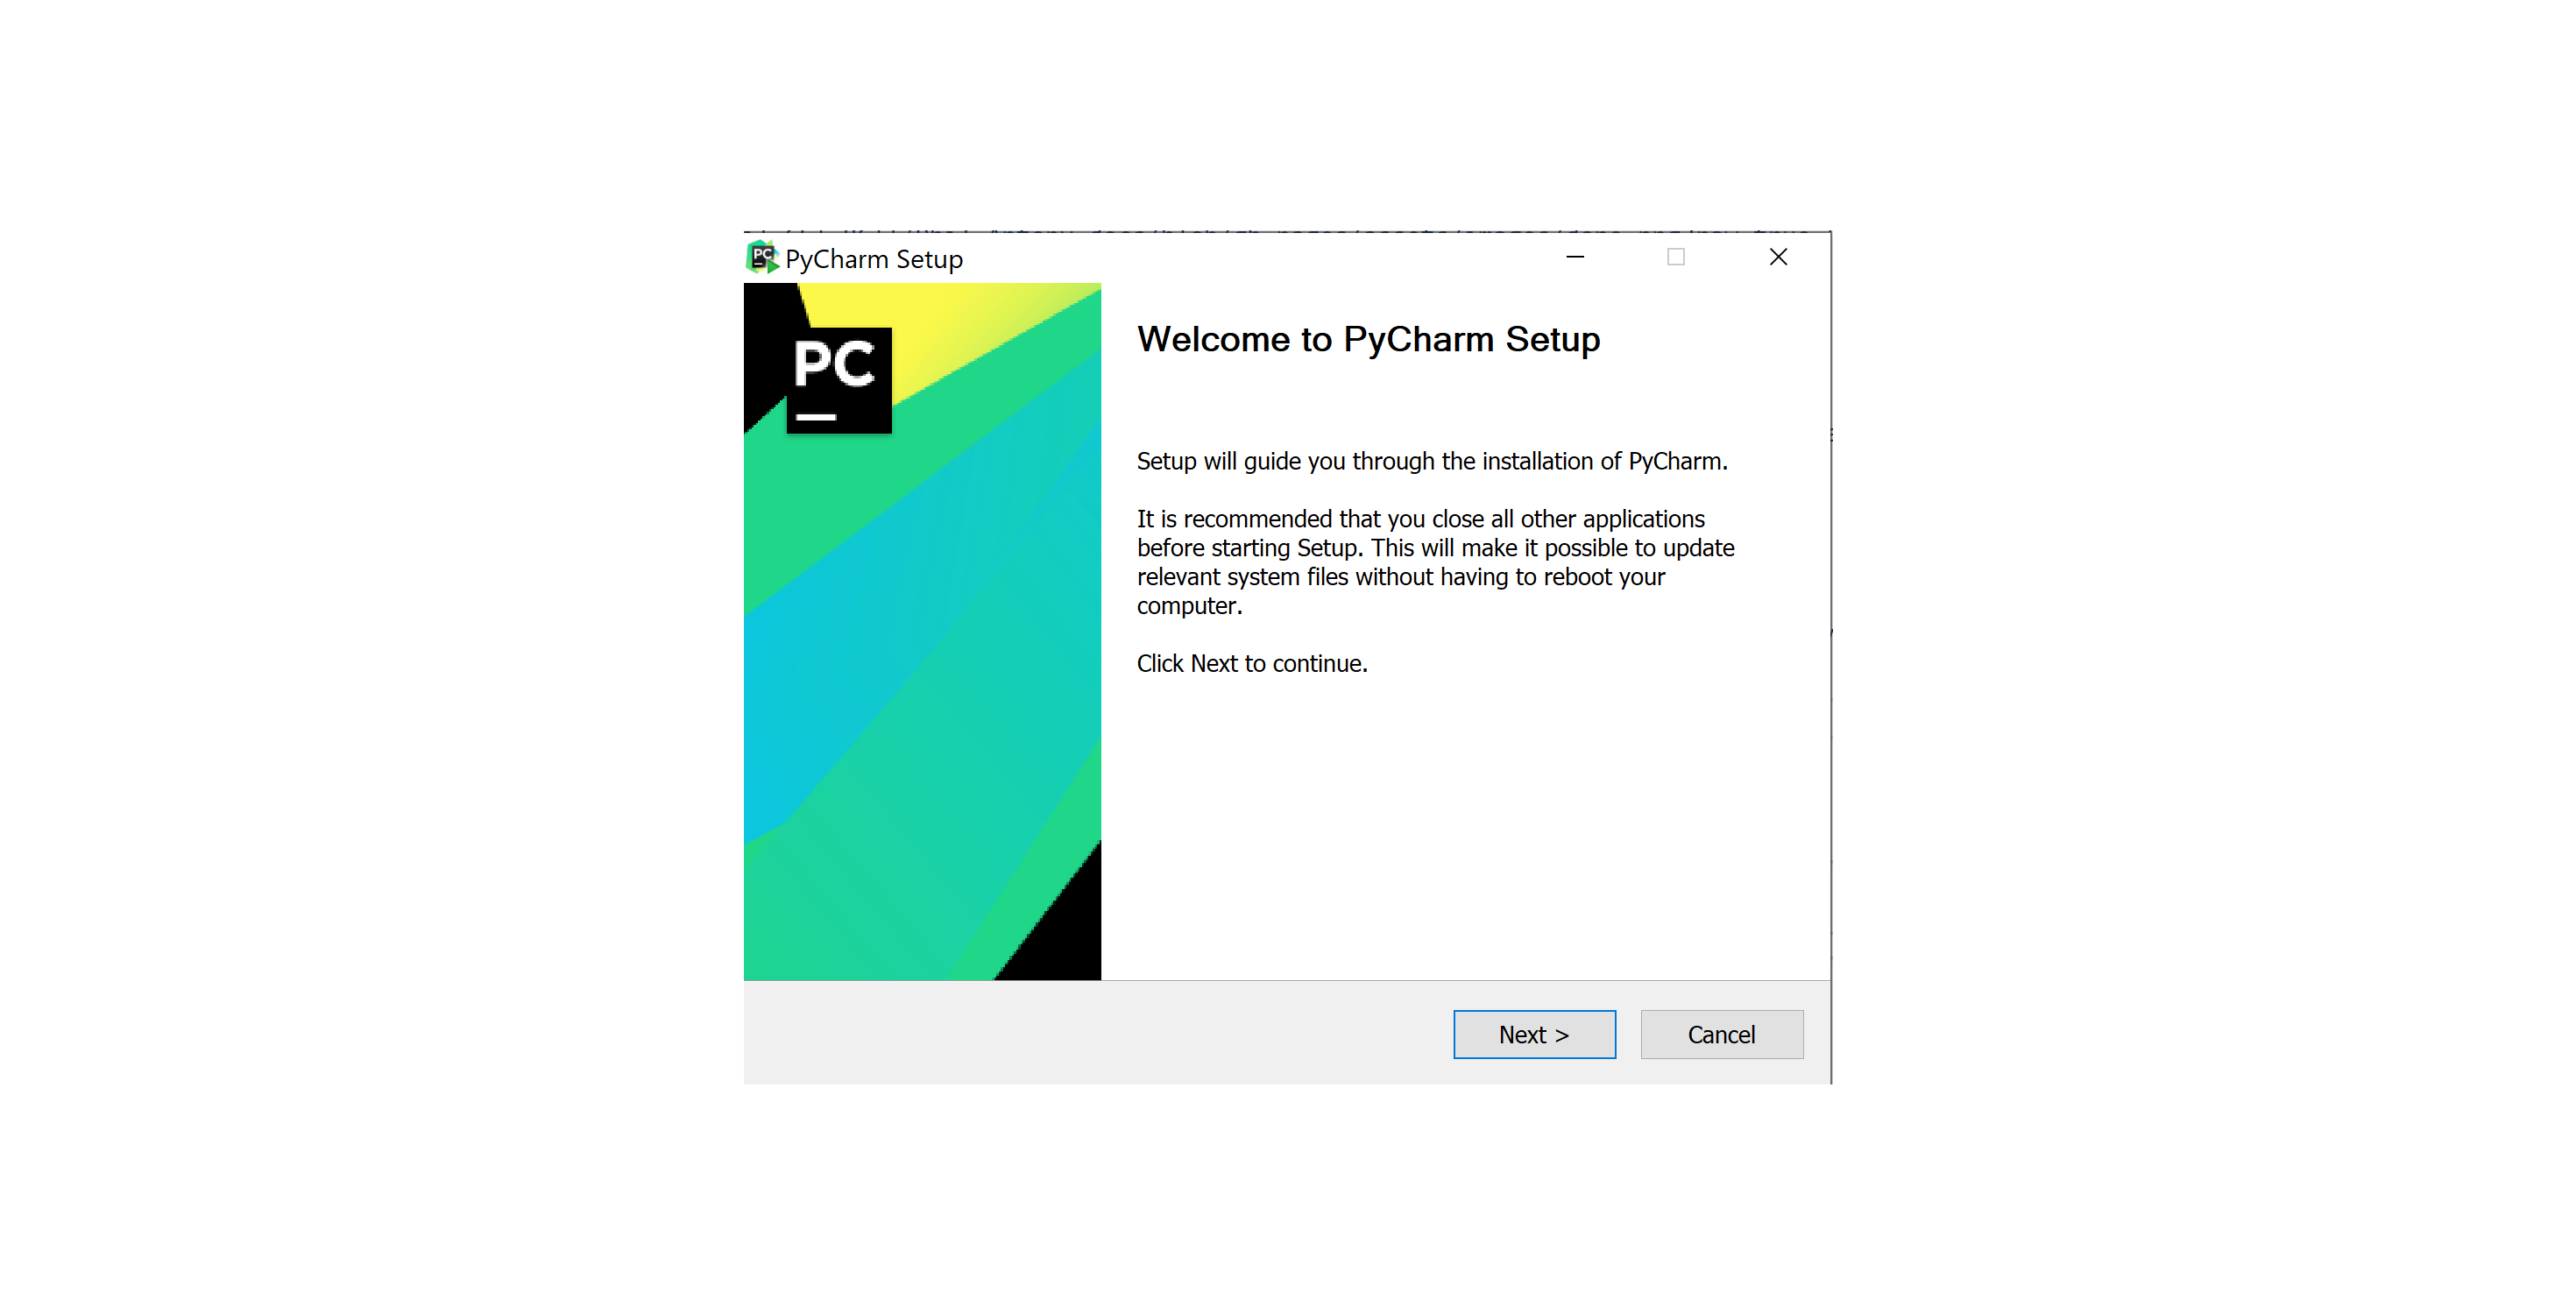 PC PyCharm Setup
PC
Welcome to PyCharm Setup
Setup will guide you through the installation of PyCharm.
It is recommended that you close all other applications
before starting Setup. This will make it possible to update
relevant system files without having to reboot your
computer.
Click Next to continue.
Next > Cancel